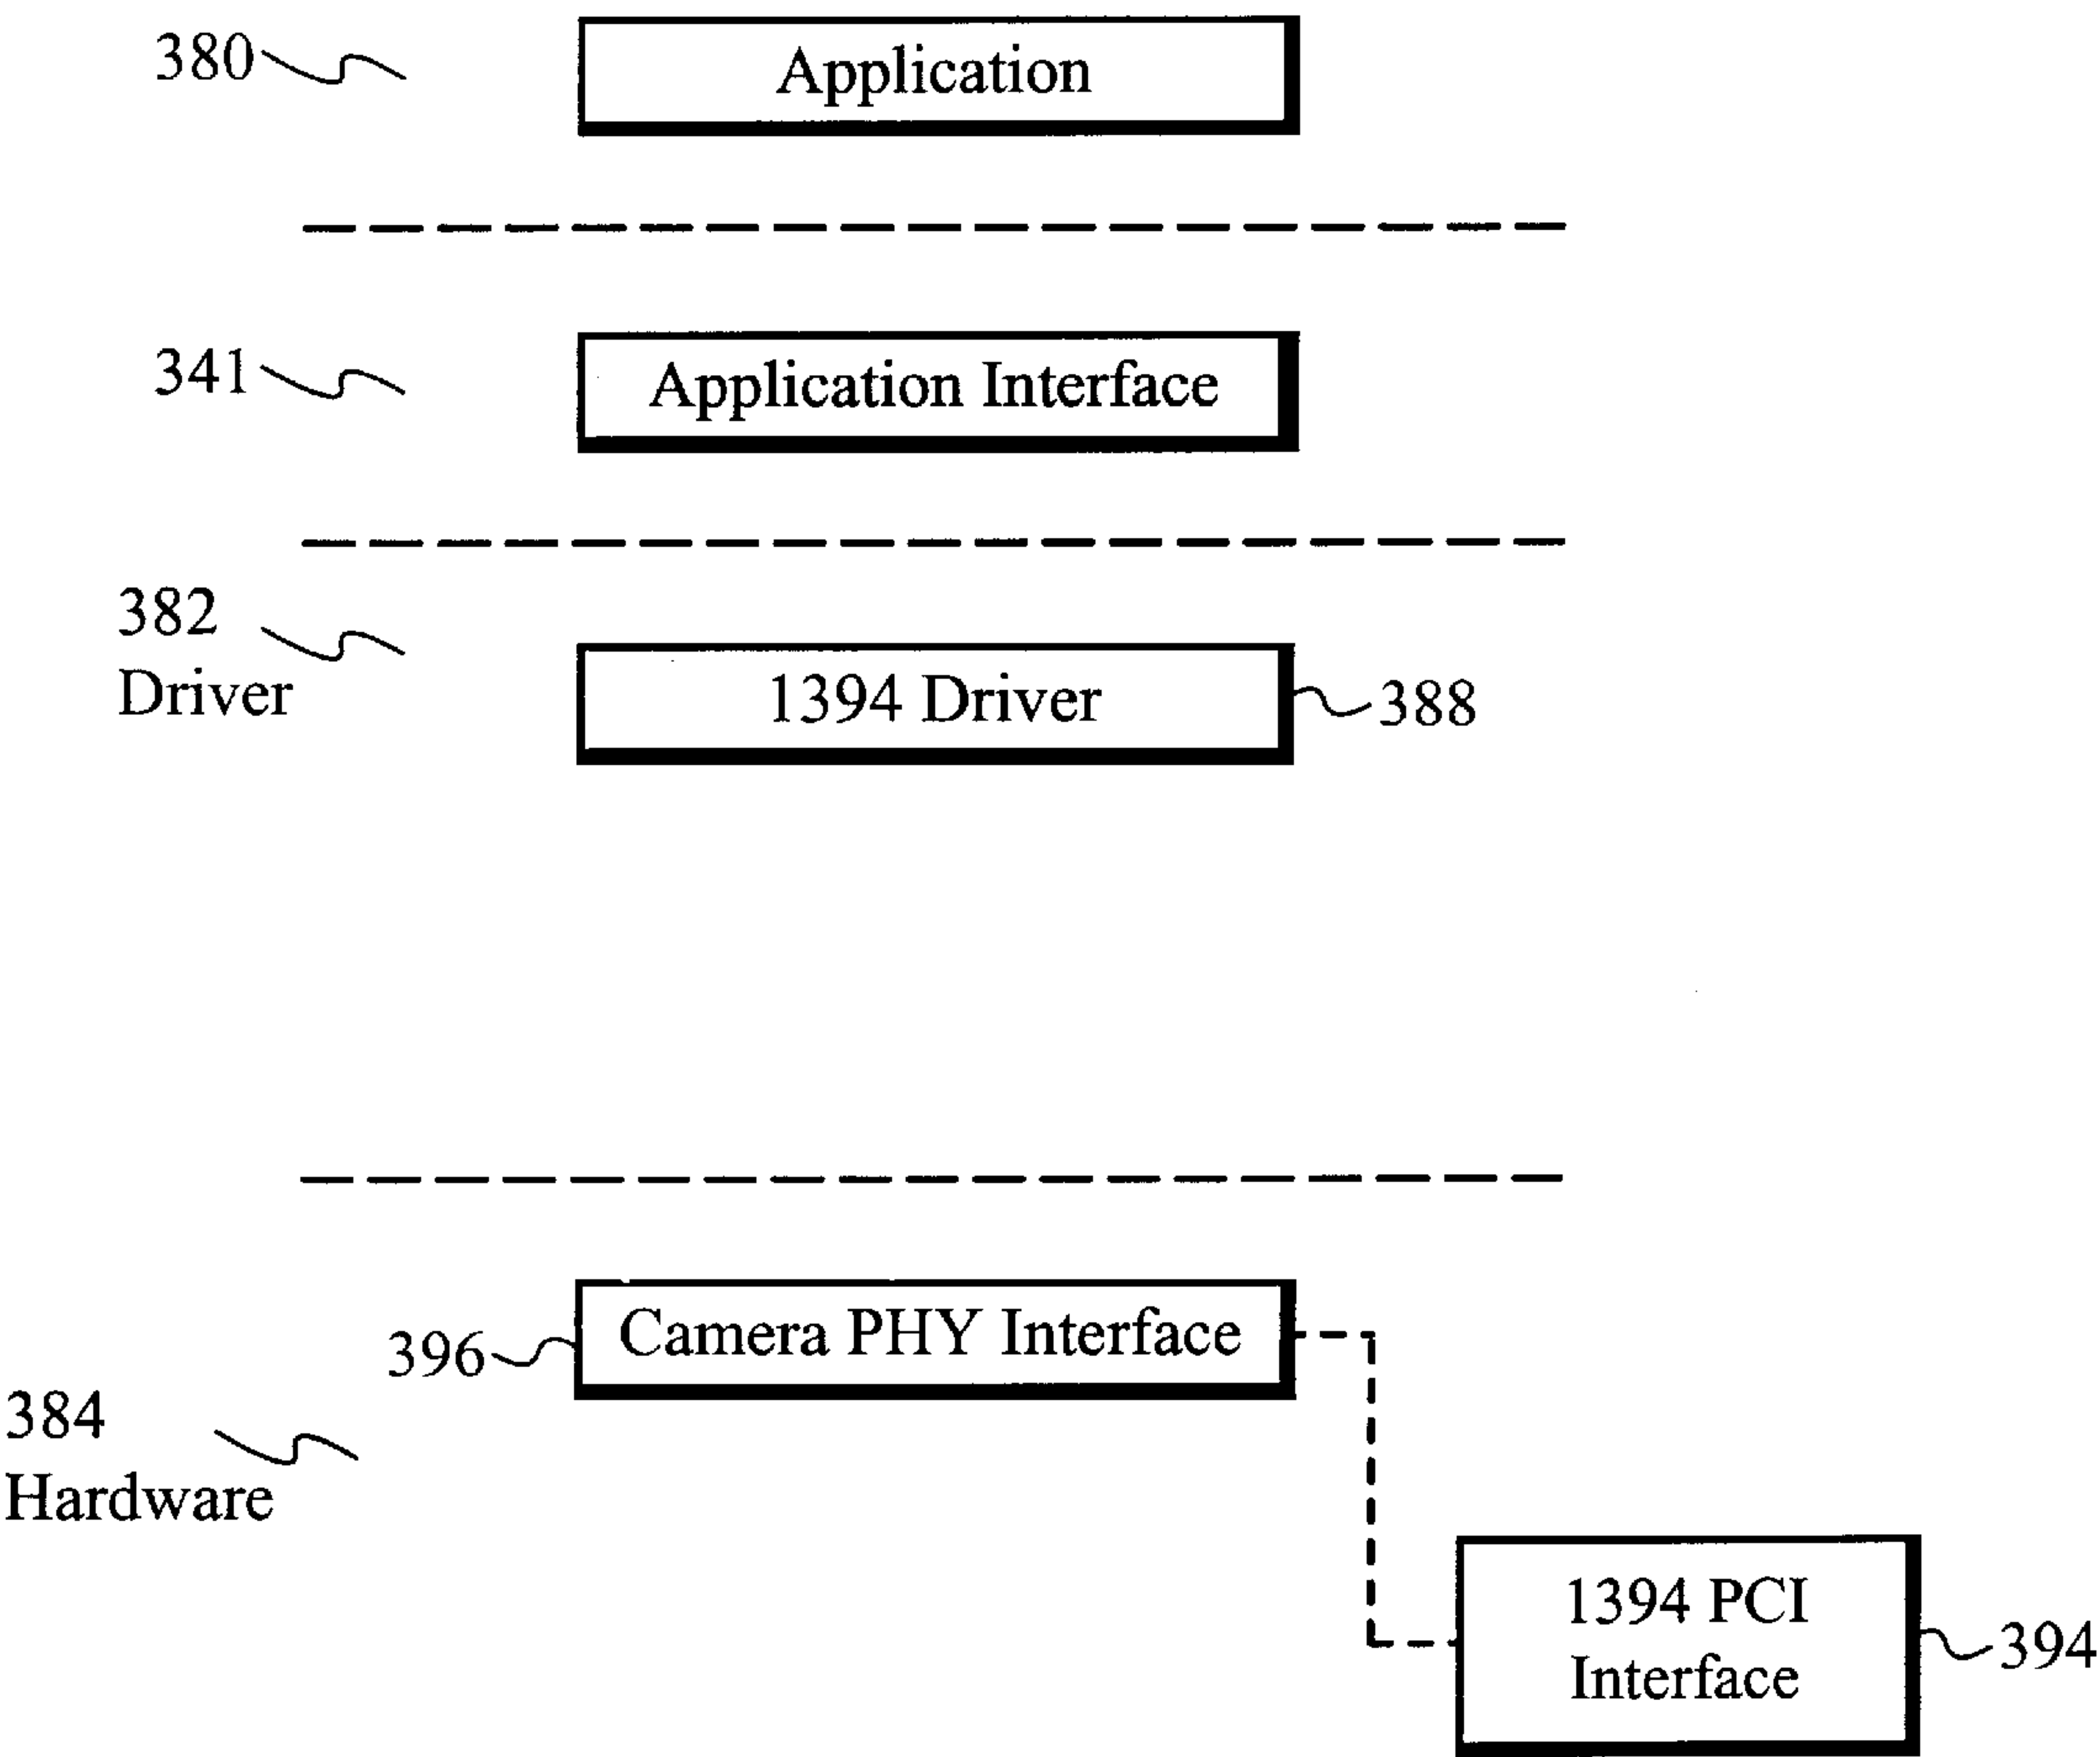 380
Application
341
Application Interface
382
Driver
1394 Driver
388
396
Camera PHY Interface
384
Hardware
1394 PCI
Interface
394